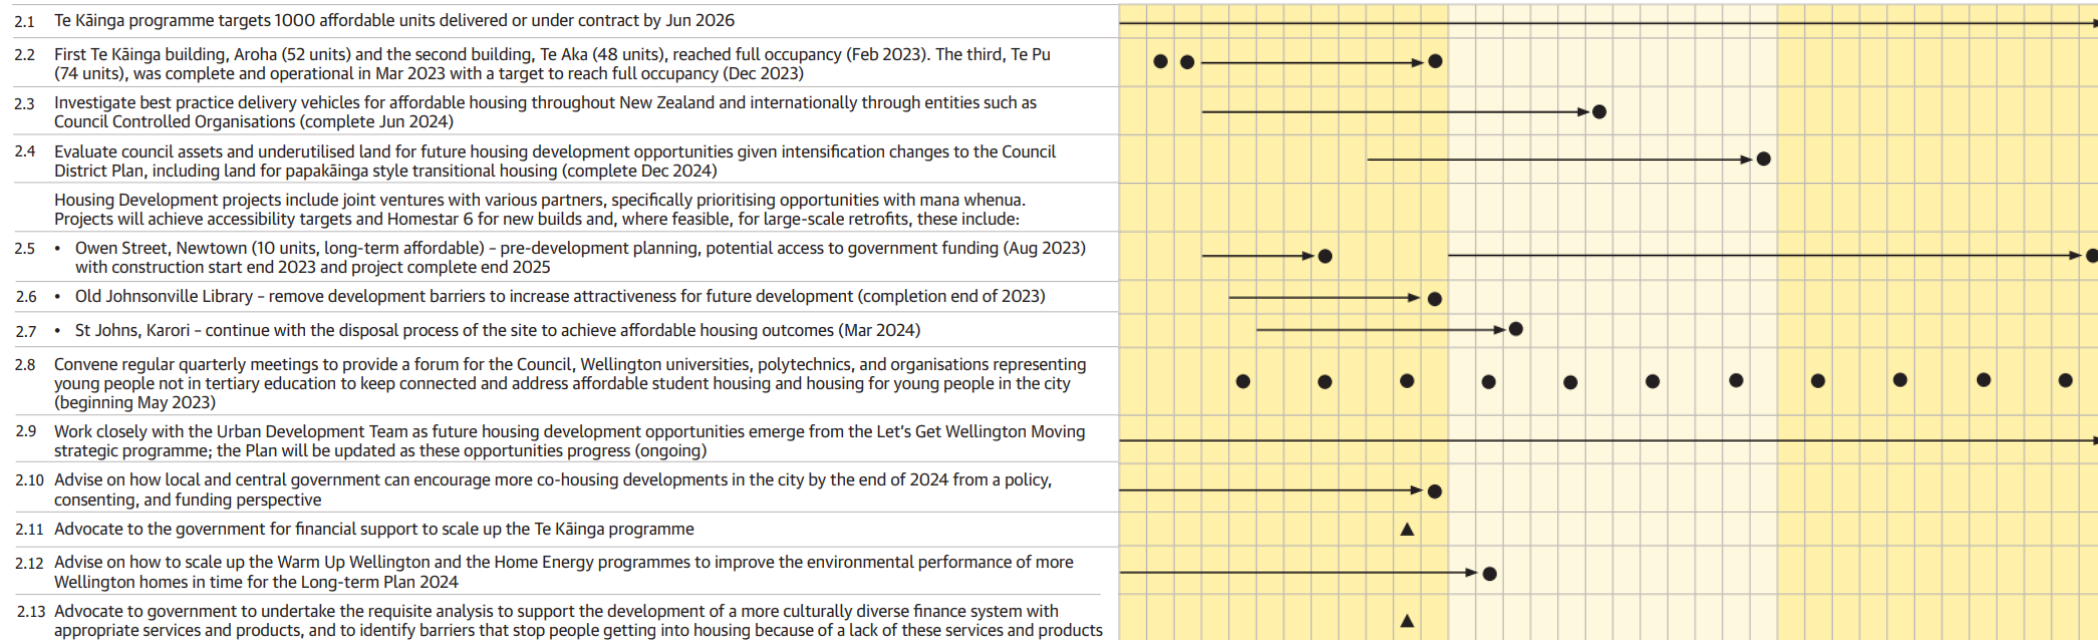 2.1 Te Kāinga programme targets 1000 affordable units delivered or under contract by Jun 2026
2.2 First Te Kāinga building, Aroha (52 units) and the second building, Te Aka (48 units), reached full occupancy (Feb 2023). The third, Te Pu
(74 units), was complete and operational in Mar 2023 with a target to reach full occupancy (Dec 2023)
2.3 Investigate best practice delivery vehicles for affordable housing throughout New Zealand and internationally through entities such as
Council Controlled Organisations (complete Jun 2024)
2.4 Evaluate council assets and underutilised land for future housing development opportunities given intensification changes to the Council
District Plan, including land for papakāinga style transitional housing (complete Dec 2024)
Housing Development projects include joint ventures with various partners, specifically prioritising opportunities with mana whenua.
Projects will achieve accessibility targets and Homestar 6 for new builds and, where feasible, for large-scale retrofits, these include:
2.5 • Owen Street, Newtown (10 units, long-term affordable) – pre-development planning, potential access to government funding (Aug 2023)
with construction start end 2023 and project complete end 2025
2.6 • Old Johnsonville Library – remove development barriers to increase attractiveness for future development (completion end of 2023)
2.7 • St Johns, Karori – continue with the disposal process of the site to achieve affordable housing outcomes (Mar 2024)
2.8 Convene regular quarterly meetings to provide a forum for the Council, Wellington universities, polytechnics, and organisations representing
young people not in tertiary education to keep connected and address affordable student housing and housing for young people in the city
(beginning May 2023)
2.9 Work closely with the Urban Development Team as future housing development opportunities emerge from the Let's Get Wellington Moving
strategic programme; the Plan will be updated as these opportunities progress (ongoing)
2.10 Advise on how local and central government can encourage more co-housing developments in the city by the end of 2024 from a policy,
consenting, and funding perspective
2.11 Advocate to the government for financial support to scale up the Te Kāinga programme
2.12 Advise on how to scale up the Warm Up Wellington and the Home Energy programmes to improve the environmental performance of more
Wellington homes in time for the Long-term Plan 2024
2.13 Advocate to government to undertake the requisite analysis to support the development of a more culturally diverse finance system with
appropriate services and products, and to identify barriers that stop people getting into housing because of a lack of these services and products